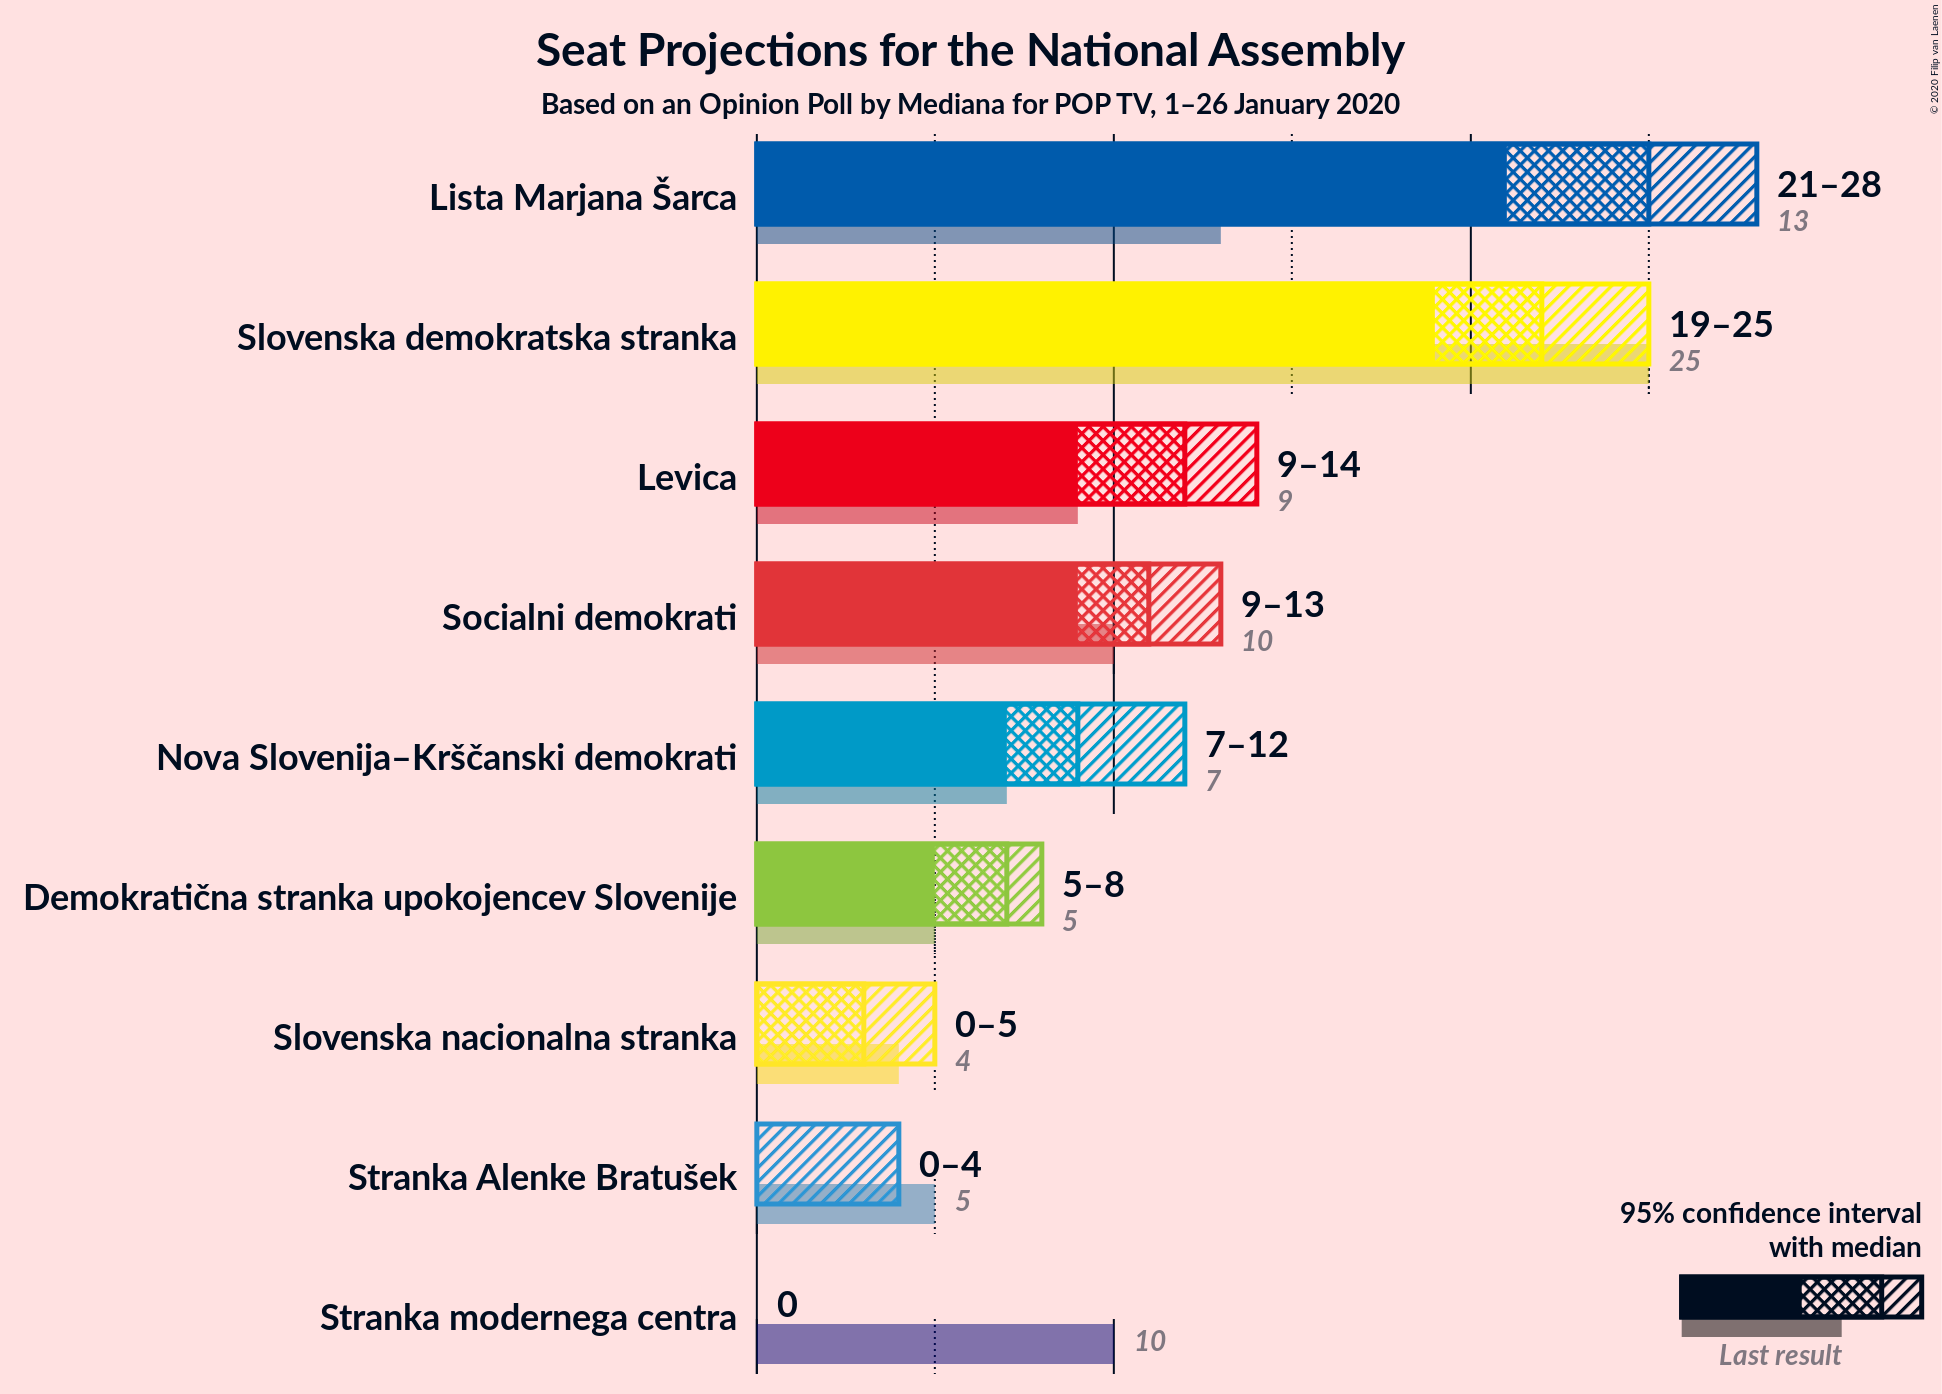 Seat Projections for the National Assembly
Based on an Opinion Poll by Mediana for POP TV, 1–26 January 2020
© 2020 Filip van Laenen
Lista Marjana Šarca
21–28
13
Slovenska demokratska stranka
19–25
25
Levica
9–14
9
Socialni demokrati
9–13
10
Nova Slovenija–Krščanski demokrati
7–12
7
Demokratična stranka upokojencev Slovenije
5–8
5
Slovenska nacionalna stranka
0–5
4
Stranka Alenke Bratušek
0–4
5
Stranka modernega centra
0
10
95% confidence interval
with median
Last result